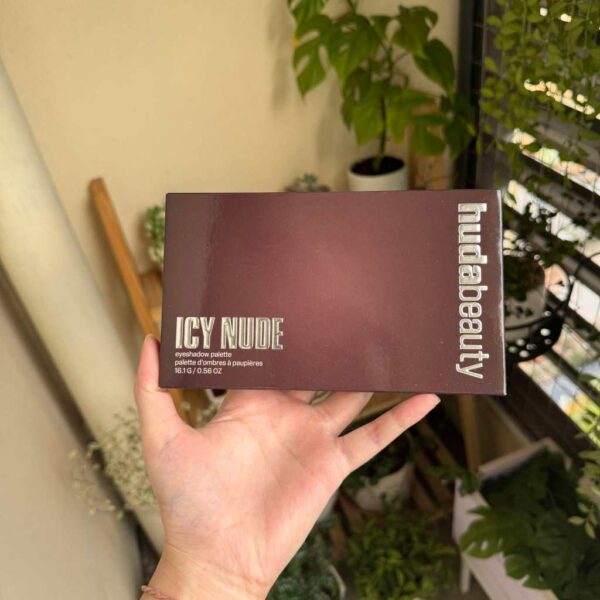 ICY NUDE
eyeshadow palette
palette d'ombres à paupières
16.1 G / 0.56 OZ
hudabeauty